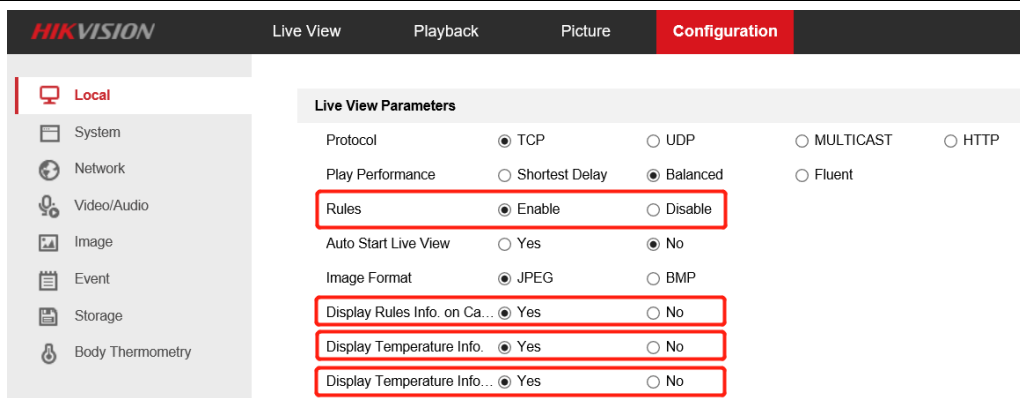 HIKVISION Live View Playback Picture Configuration
Local
System
Network
Video/Audio
Image
Event
Storage
Body Thermometry
Live View Parameters
Protocol TCP UDP MULTICAST HTTP
Play Performance Shortest Delay Balanced Fluent
Rules Enable Disable
Auto Start Live View Yes No
Image Format JPEG BMP
Display Rules Info. on Ca... Yes No
Display Temperature Info. Yes No
Display Temperature Info... Yes No